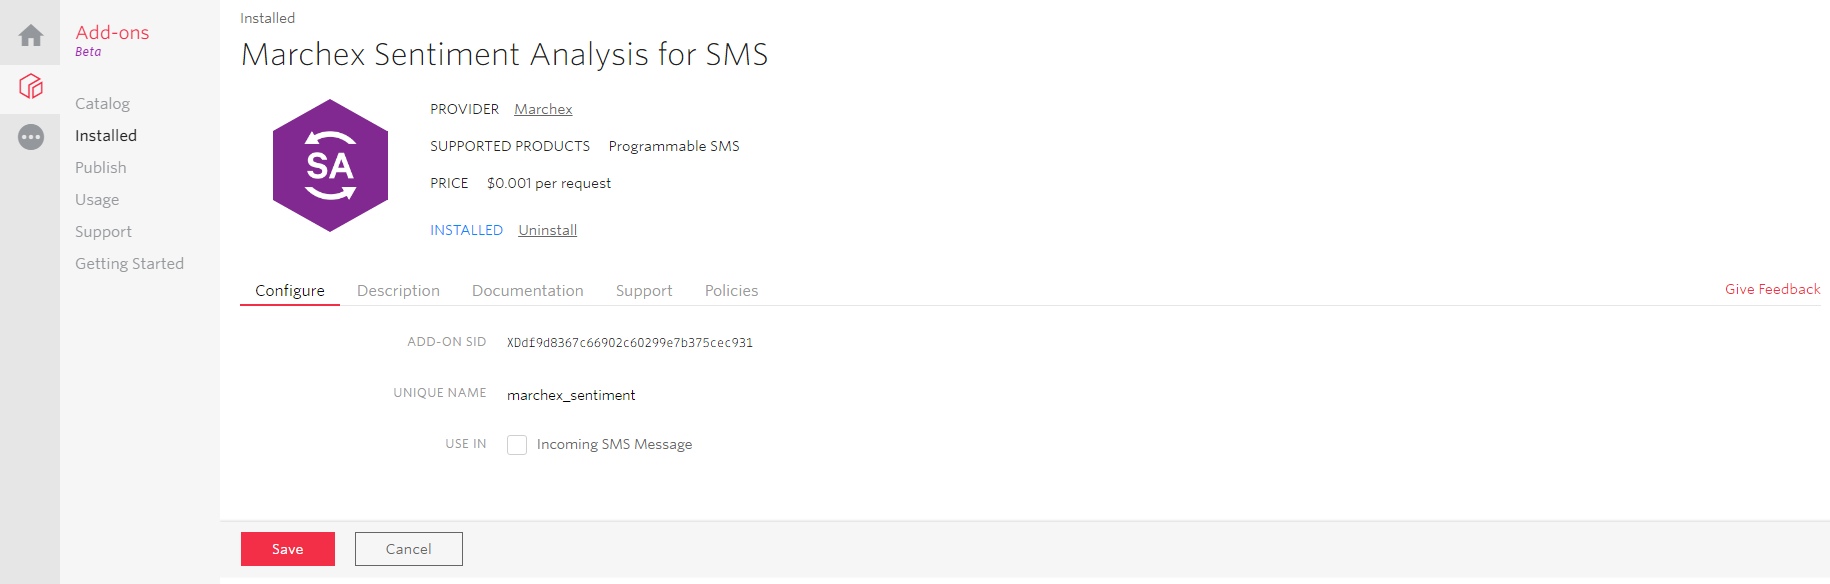 Add-ons
Beta
Catalog
Installed
Publish
Usage
Support
Getting Started
Installed
Marchex Sentiment Analysis for SMS
SA
PROVIDER Marchex
SUPPORTED PRODUCTS Programmable SMS
PRICE $0.001 per request
INSTALLED Uninstall
Configure Description Documentation Support Policies Give Feedback
ADD-ON SID XDdf9d8367c66902c60299e7b375cec931
UNIQUE NAME marchex_sentiment
USE IN Incoming SMS Message
Save Cancel